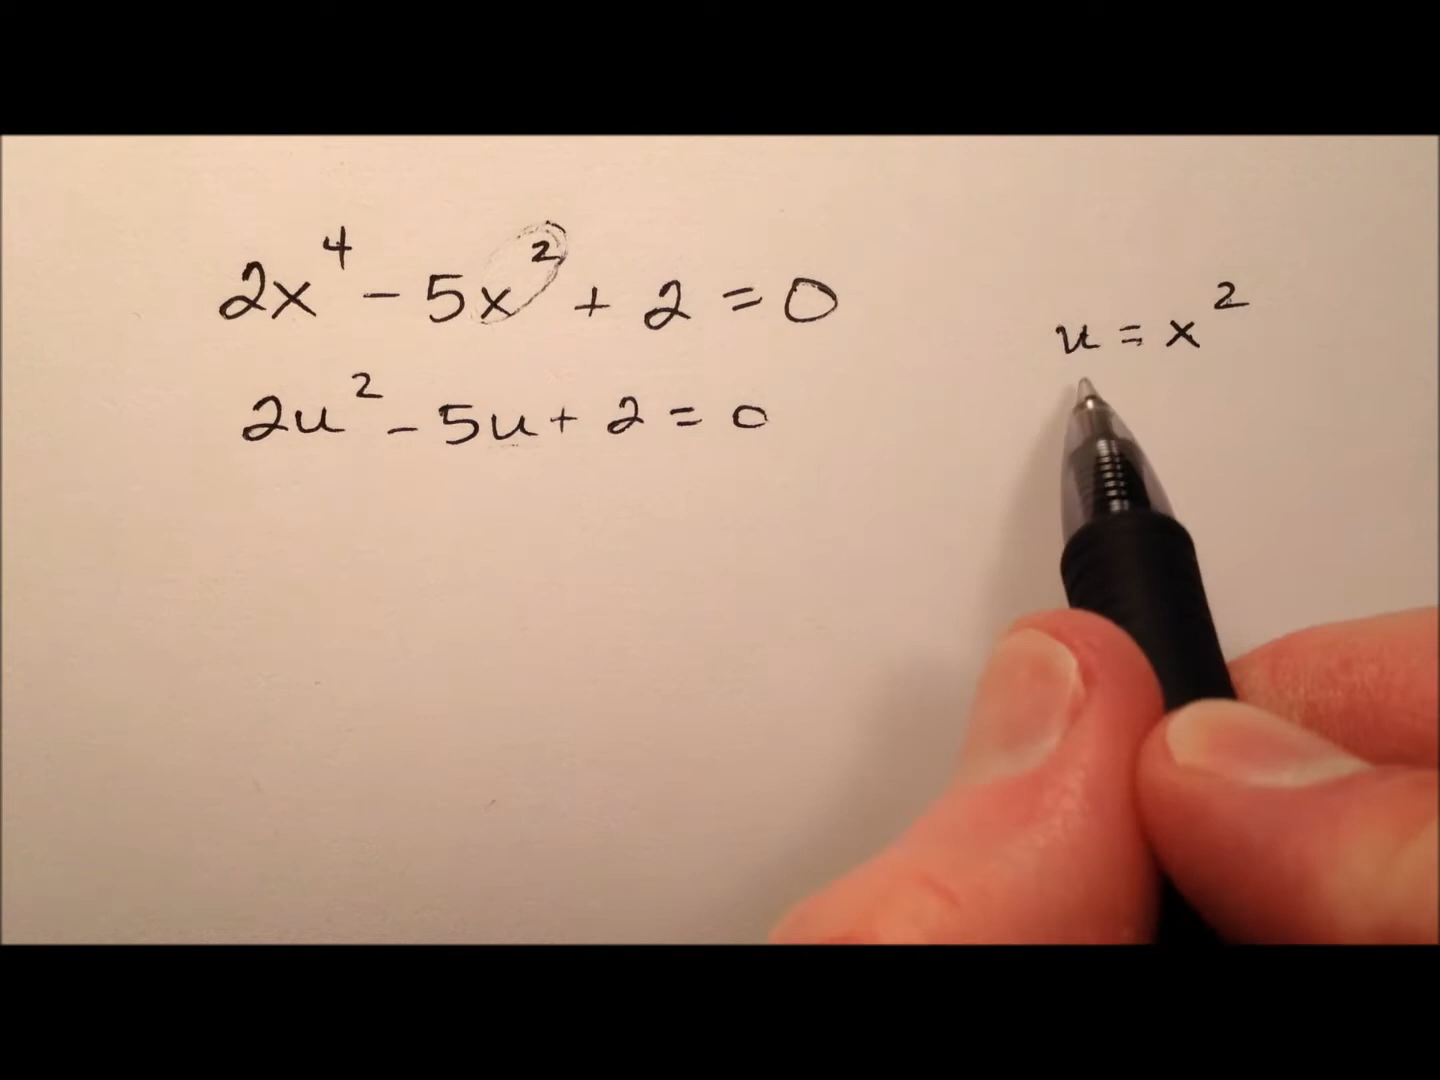 2x⁴ - 5x² + 2 = 0
u = x²
2u² - 5u + 2 = 0